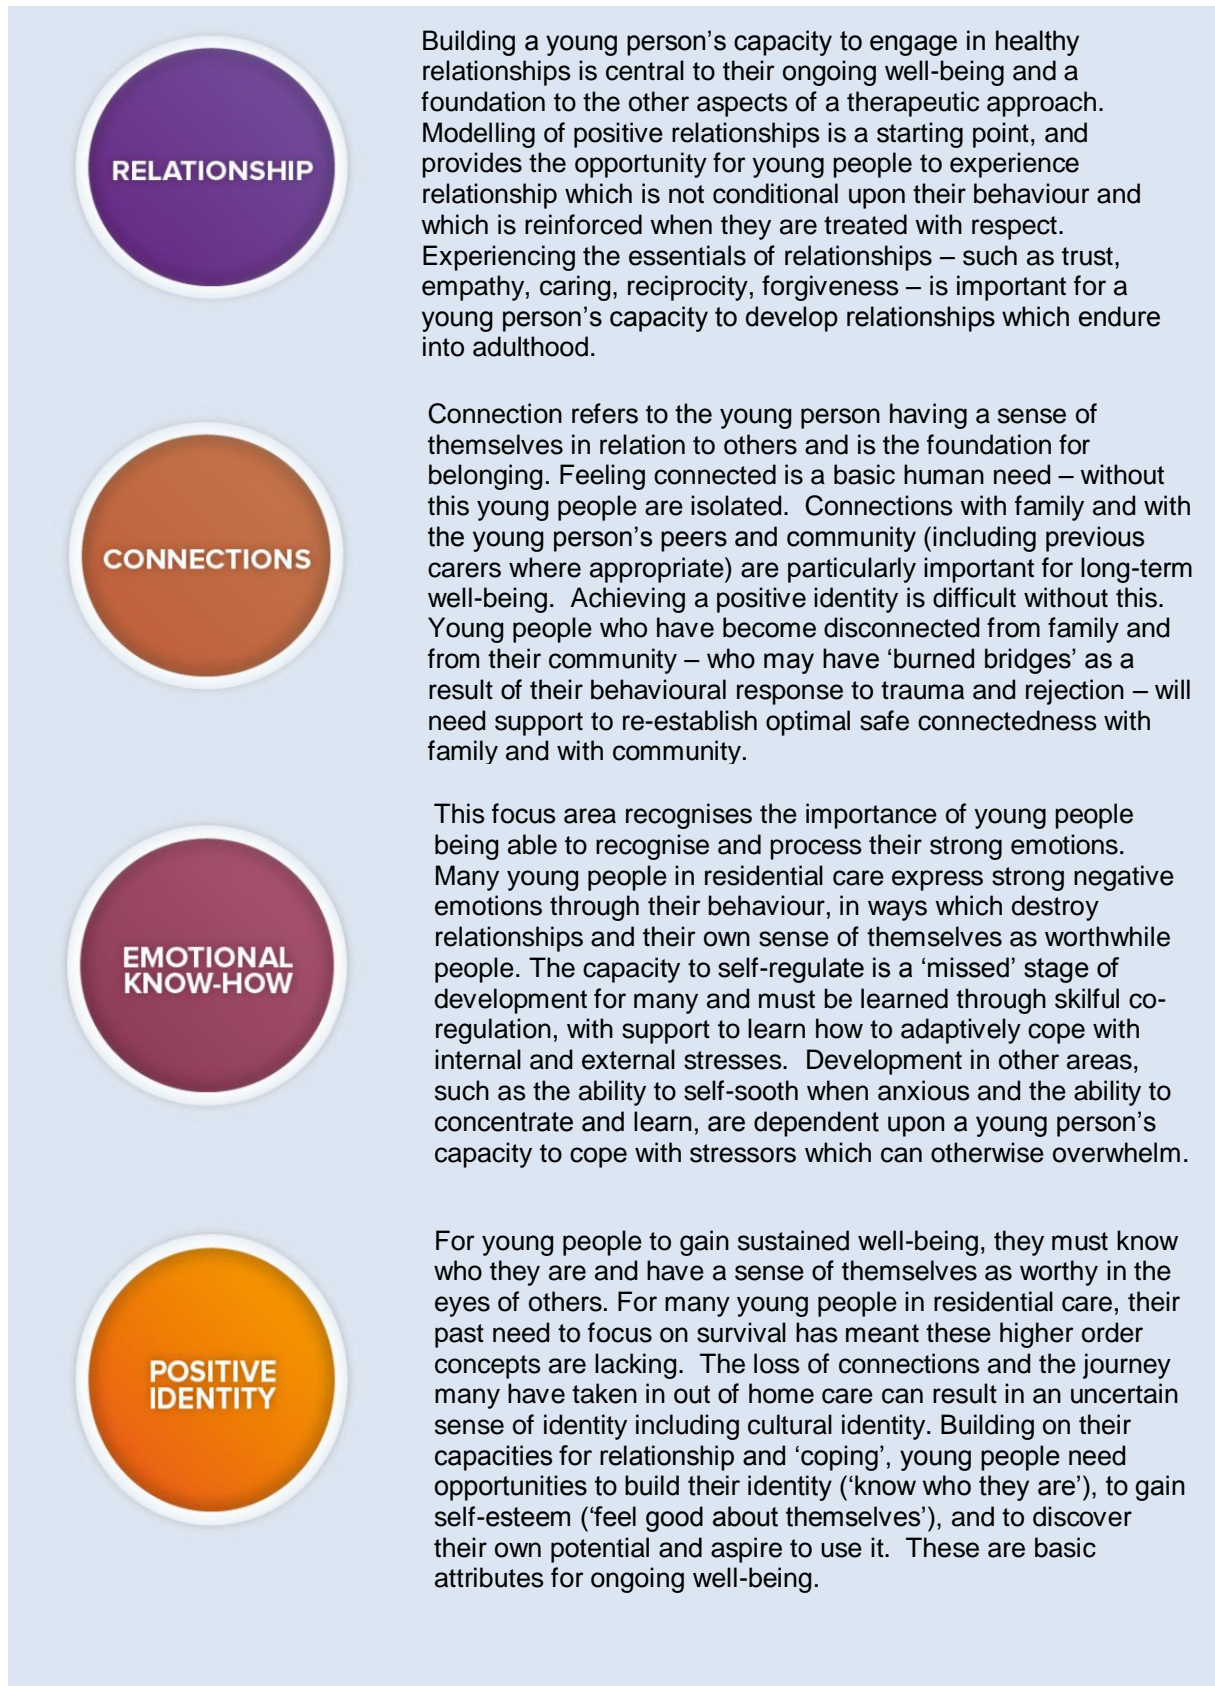 RELATIONSHIP
Building a young person’s capacity to engage in healthy
relationships is central to their ongoing well-being and a
foundation to the other aspects of a therapeutic approach.
Modelling of positive relationships is a starting point, and
provides the opportunity for young people to experience
relationship which is not conditional upon their behaviour and
which is reinforced when they are treated with respect.
Experiencing the essentials of relationships – such as trust,
empathy, caring, reciprocity, forgiveness – is important for a
young person’s capacity to develop relationships which endure
into adulthood.
CONNECTIONS
Connection refers to the young person having a sense of
themselves in relation to others and is the foundation for
belonging. Feeling connected is a basic human need – without
this young people are isolated.  Connections with family and with
the young person’s peers and community (including previous
carers where appropriate) are particularly important for long-term
well-being.  Achieving a positive identity is difficult without this.
Young people who have become disconnected from family and
from their community – who may have ‘burned bridges’ as a
result of their behavioural response to trauma and rejection – will
need support to re-establish optimal safe connectedness with
family and with community.
EMOTIONAL
KNOW-HOW
This focus area recognises the importance of young people
being able to recognise and process their strong emotions.
Many young people in residential care express strong negative
emotions through their behaviour, in ways which destroy
relationships and their own sense of themselves as worthwhile
people. The capacity to self-regulate is a ‘missed’ stage of
development for many and must be learned through skilful co-
regulation, with support to learn how to adaptively cope with
internal and external stresses.  Development in other areas,
such as the ability to self-sooth when anxious and the ability to
concentrate and learn, are dependent upon a young person’s
capacity to cope with stressors which can otherwise overwhelm.
POSITIVE
IDENTITY
For young people to gain sustained well-being, they must know
who they are and have a sense of themselves as worthy in the
eyes of others. For many young people in residential care, their
past need to focus on survival has meant these higher order
concepts are lacking.  The loss of connections and the journey
many have taken in out of home care can result in an uncertain
sense of identity including cultural identity. Building on their
capacities for relationship and ‘coping’, young people need
opportunities to build their identity (‘know who they are’), to gain
self-esteem (‘feel good about themselves’), and to discover
their own potential and aspire to use it.  These are basic
attributes for ongoing well-being.